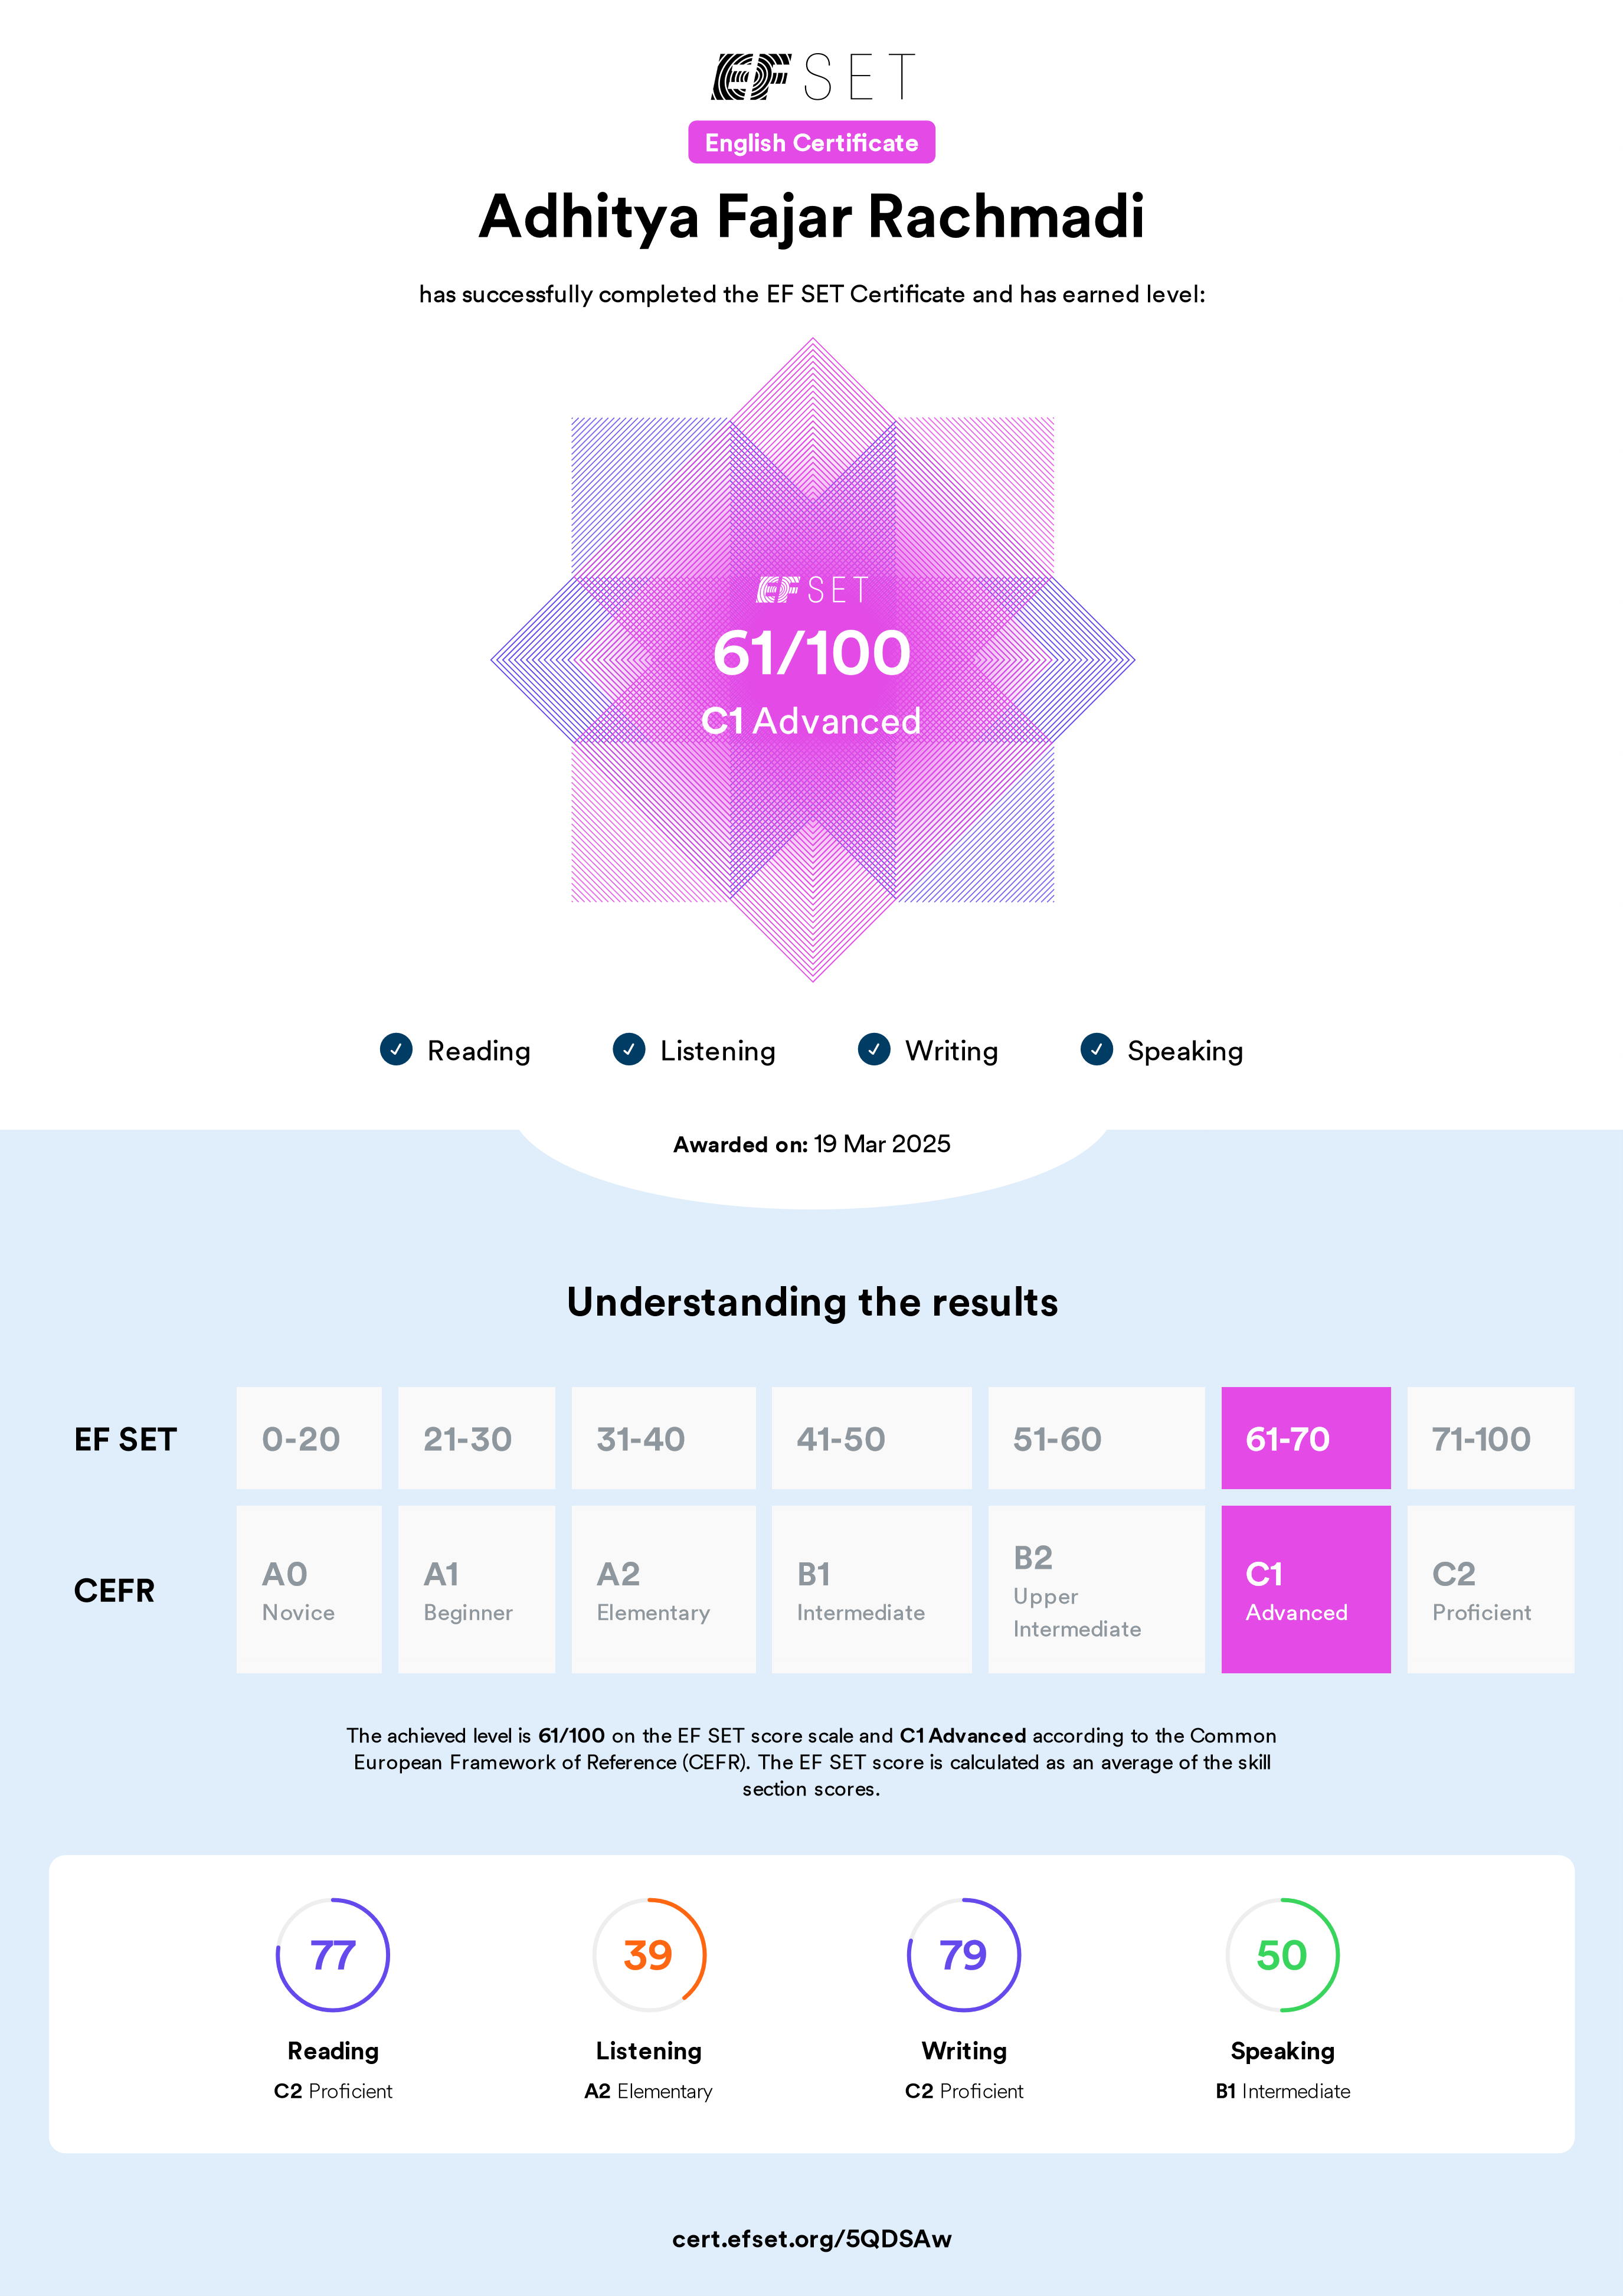 EF SET
English Certificate
Adhitya Fajar Rachmadi
has successfully completed the EF SET Certificate and has earned level:
EF SET
61/100
C1 Advanced
Reading Listening Writing Speaking
Awarded on: 19 Mar 2025
Understanding the results
EF SET 0-20 21-30 31-40 41-50 51-60 61-70 71-100
CEFR
A0 A1 A2 B1 B2 C1 C2
Novice Beginner Elementary Intermediate Upper Advanced Proficient
Intermediate
The achieved level is 61/100 on the EF SET score scale and C1 Advanced according to the Common
European Framework of Reference (CEFR). The EF SET score is calculated as an average of the skill
section scores.
77 39 79 50
Reading Listening Writing Speaking
C2 Proficient A2 Elementary C2 Proficient B1 Intermediate
cert.efset.org/5QDSAw